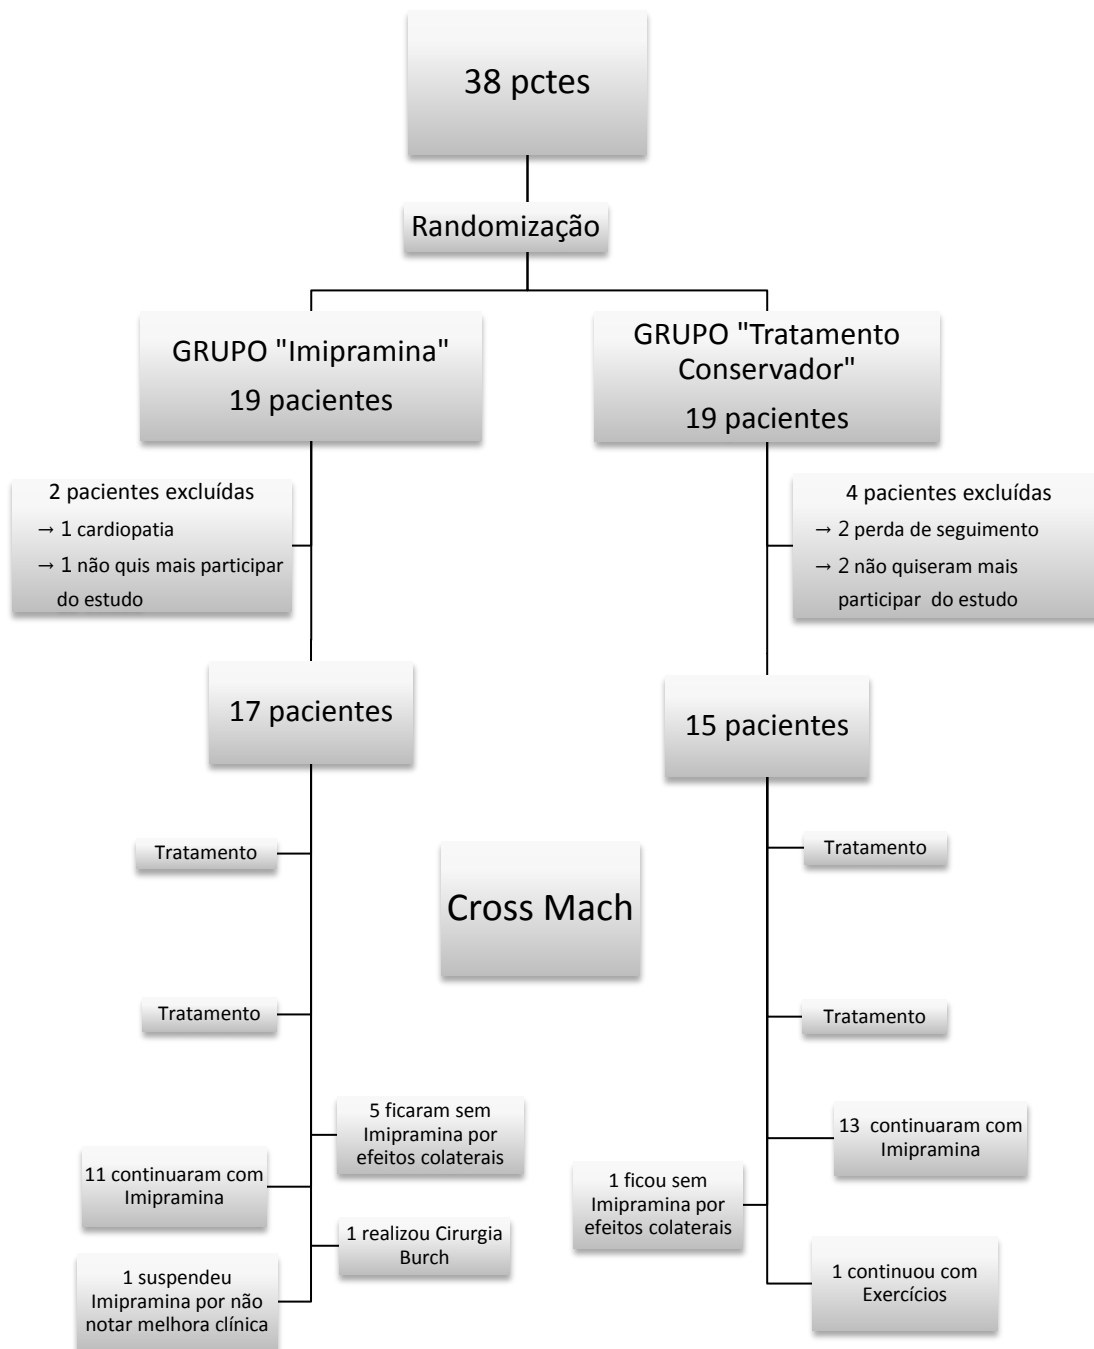 38 pctes
Randomização
GRUPO "Imipramina"
19 pacientes
GRUPO "Tratamento
Conservador"
19 pacientes
2 pacientes excluídas
→ 1 cardiopatia
→ 1 não quis mais participar
do estudo
4 pacientes excluídas
→ 2 perda de seguimento
→ 2 não quiseram mais
participar do estudo
17 pacientes
15 pacientes
Tratamento
Tratamento
Cross Mach
Tratamento
Tratamento
5 ficaram sem
Imipramina por
efeitos colaterais
13 continuaram com
Imipramina
11 continuaram com
Imipramina
1 ficou sem
Imipramina por
efeitos colaterais
1 realizou Cirurgia
Burch
1 suspendeu
Imipramina por não
notar melhora clínica
1 continuou com
Exercícios